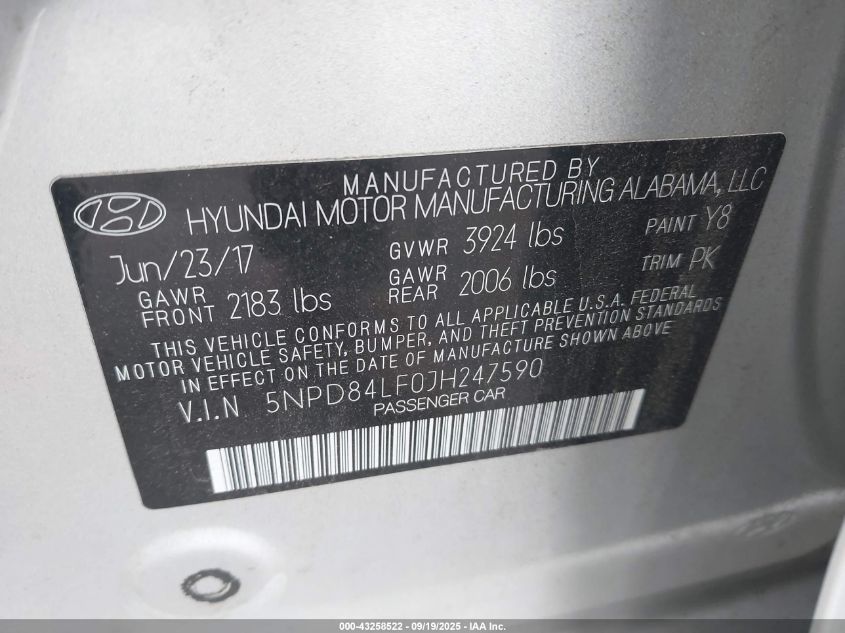 MANUFACTURED BY
HYUNDAI MOTOR MANUFACTURING ALABAMA, LLC
Jun/23/17 GVWR 3924 lbs PAINT Y8
GAWR FRONT 2183 lbs GAWR REAR 2006 lbs TRIM PK
THIS VEHICLE CONFORMS TO ALL APPLICABLE U.S.A. FEDERAL
MOTOR VEHICLE SAFETY, BUMPER, AND THEFT PREVENTION STANDARDS
IN EFFECT ON THE DATE OF MANUFACTURE SHOWN ABOVE
V.I.N 5NPD84LF0JH247590
PASSENGER CAR
000-43258522 - 09/19/2025 - IAA Inc.